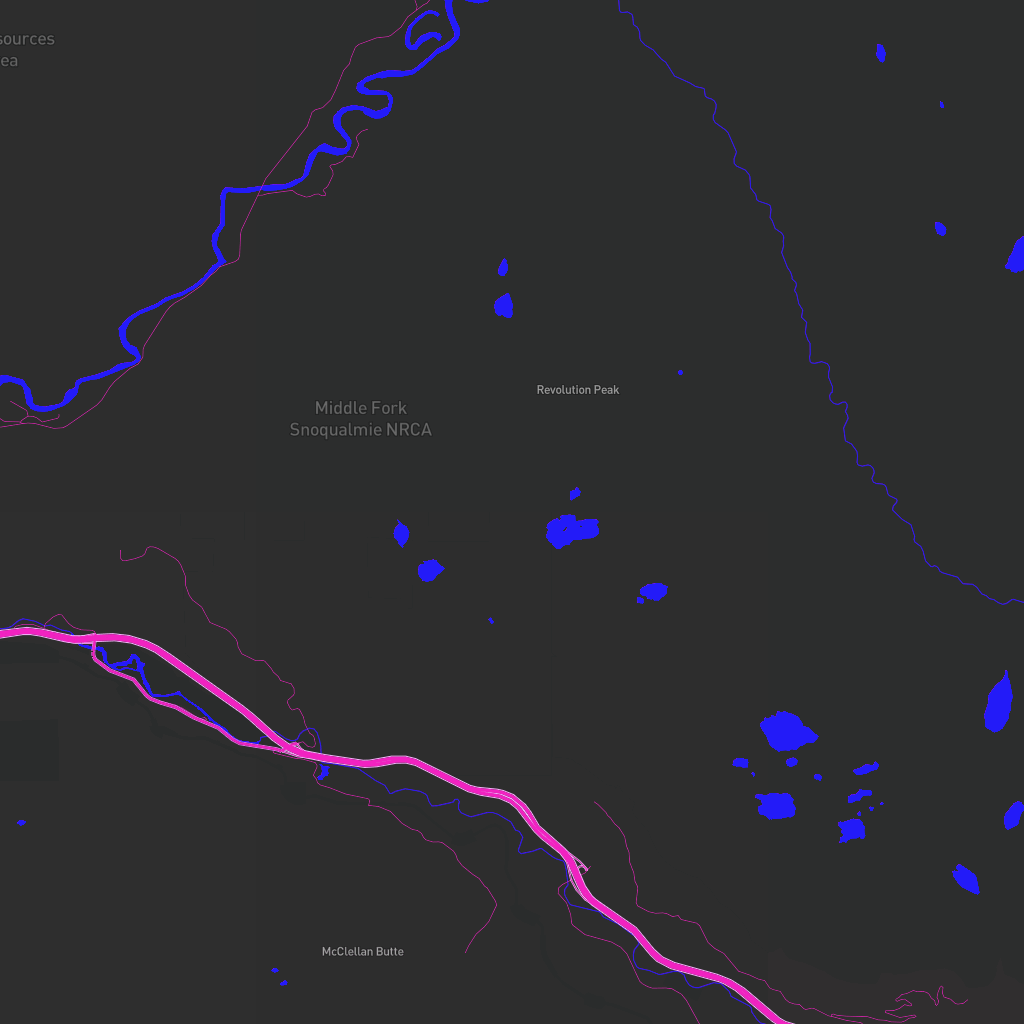 sources
ea
Revolution Peak
Middle Fork
Snoqualmie NRCA
McClellan Butte